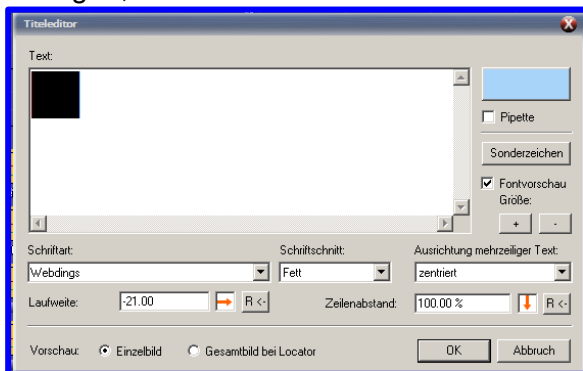 Titeleditor
Text:
Pipette
Sonderzeichen
Fontvorschau
Größe:
+ -
Schriftart: Schriftschnitt: Ausrichtung mehrzeiliger Text:
Webdings Fett zentriert
Laufweite: -21.00 R <- Zeilenabstand: 100.00 % R <-
Vorschau: Einzelbild Gesamtbild bei Locator OK Abbruch